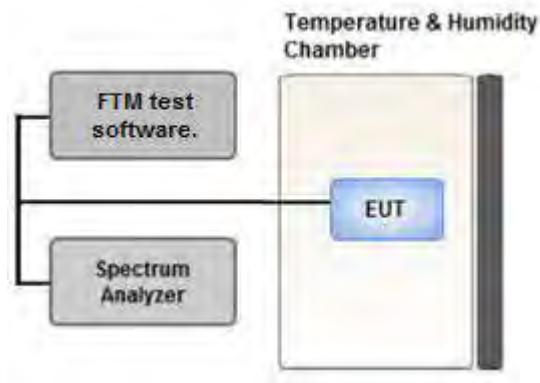 Temperature & Humidity
Chamber
FTM test
software.
EUT
Spectrum
Analyzer